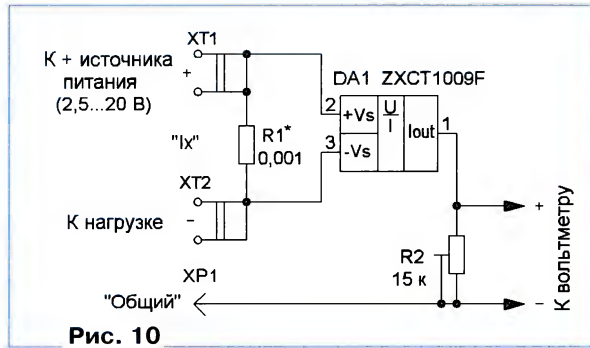 XT1
К + источника
питания
(2,5...20 В)
+
"Ix"
R1*
0,001
XT2
К нагрузке
–
XP1
"Общий"
DA1 ZXCT1009F
2
+Vs
U
I
Iout
1
3
-Vs
R2
15 к
+
К вольтметру
–
Рис. 10